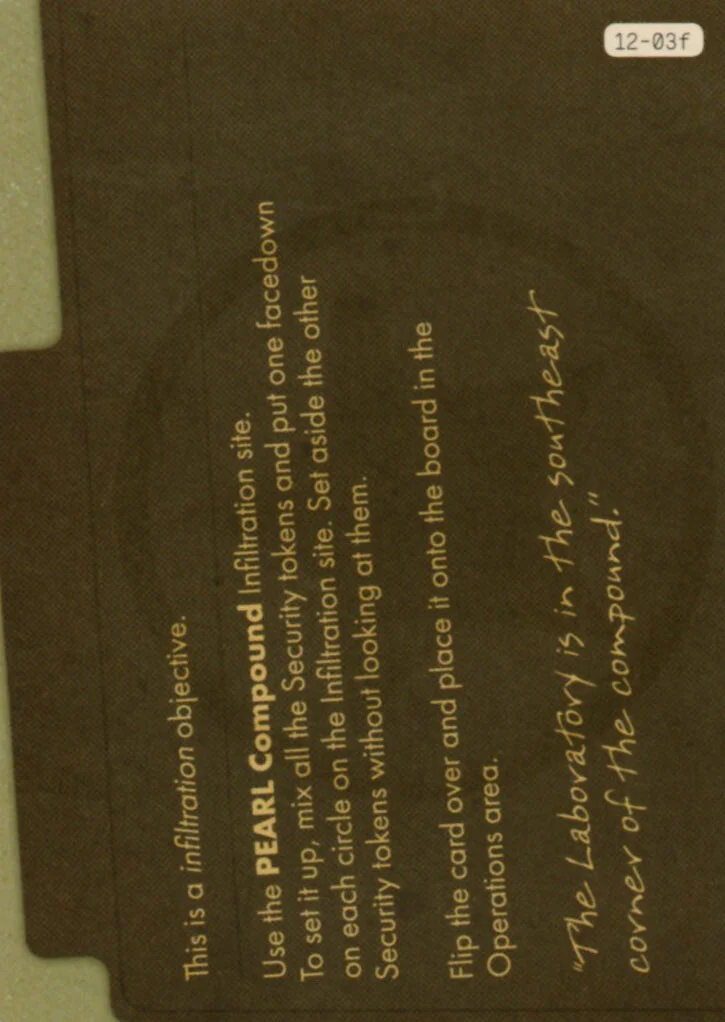 12-03f
This is a infiltration objective.
Use the PEARL Compound Infiltration site.
To set it up, mix all the Security tokens and put one facedown
on each circle on the Infiltration site. Set aside the other
Security tokens without looking at them.
Flip the card over and place it onto the board in the
Operations area.
"The Laboratory is in the southeast
corner of the compound."